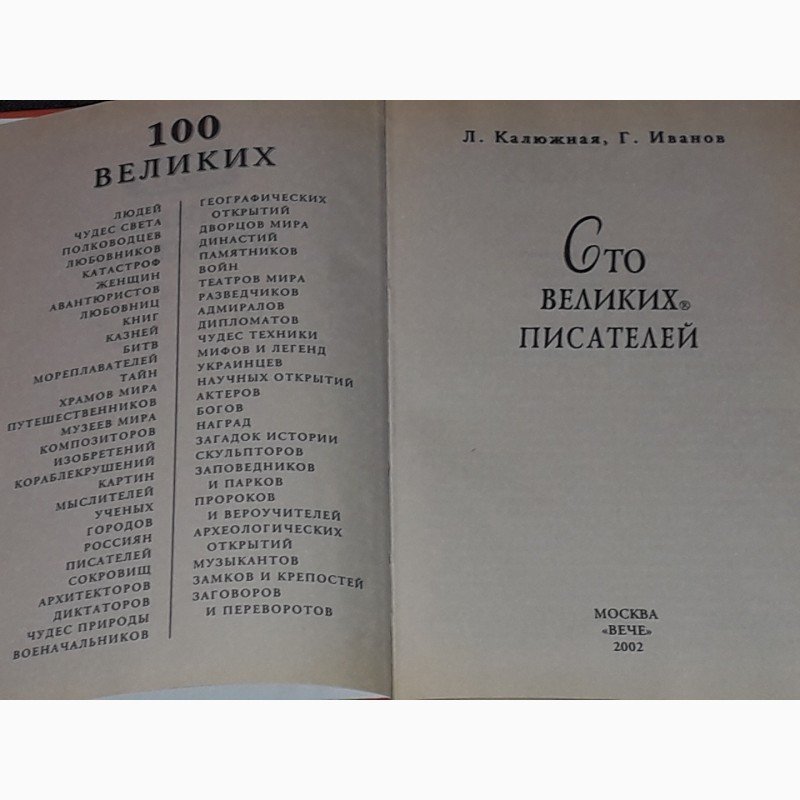 100
ВЕЛИКИХ
ЛЮДЕЙ
ЧУДЕС СВЕТА
ПОЛКОВОДЦЕВ
ЛЮБОВНИКОВ
КАТАСТРОФ
ЖЕНЩИН
АВАНТЮРИСТОВ
ЛЮБОВНИЦ
КНИГ
КАЗНЕЙ
БИТВ
МОРЕПЛАВАТЕЛЕЙ
ТАЙН
ХРАМОВ МИРА
ПУТЕШЕСТВЕННИКОВ
МУЗЕЕВ МИРА
КОМПОЗИТОРОВ
ИЗОБРЕТЕНИЙ
КОРАБЛЕКРУШЕНИЙ
КАРТИН
МЫСЛИТЕЛЕЙ
УЧЕНЫХ
ГОРОДОВ
РОССИЯН
ПИСАТЕЛЕЙ
СОКРОВИЩ
АРХИТЕКТОРОВ
ДИКТАТОРОВ
ЧУДЕС ПРИРОДЫ
ВОЕНАЧАЛЬНИКОВ
ГЕОГРАФИЧЕСКИХ
ОТКРЫТИЙ
ДВОРЦОВ МИРА
ДИНАСТИЙ
ПАМЯТНИКОВ
ВОЙН
ТЕАТРОВ МИРА
РАЗВЕДЧИКОВ
АДМИРАЛОВ
ДИПЛОМАТОВ
ЧУДЕС ТЕХНИКИ
МИФОВ И ЛЕГЕНД
УКРАИНЦЕВ
НАУЧНЫХ ОТКРЫТИЙ
АКТЕРОВ
БОГОВ
НАГРАД
ЗАГАДОК ИСТОРИИ
СКУЛЬПТОРОВ
ЗАПОВЕДНИКОВ
И ПАРКОВ
ПРОРОКОВ
И ВЕРОУЧИТЕЛЕЙ
АРХЕОЛОГИЧЕСКИХ
ОТКРЫТИЙ
МУЗЫКАНТОВ
ЗАМКОВ И КРЕПОСТЕЙ
ЗАГОВОРОВ
И ПЕРЕВОРОТОВ
Л. Калюжная, Г. Иванов
Сто
ВЕЛИКИХ®
ПИСАТЕЛЕЙ
МОСКВА
«ВЕЧЕ»
2002